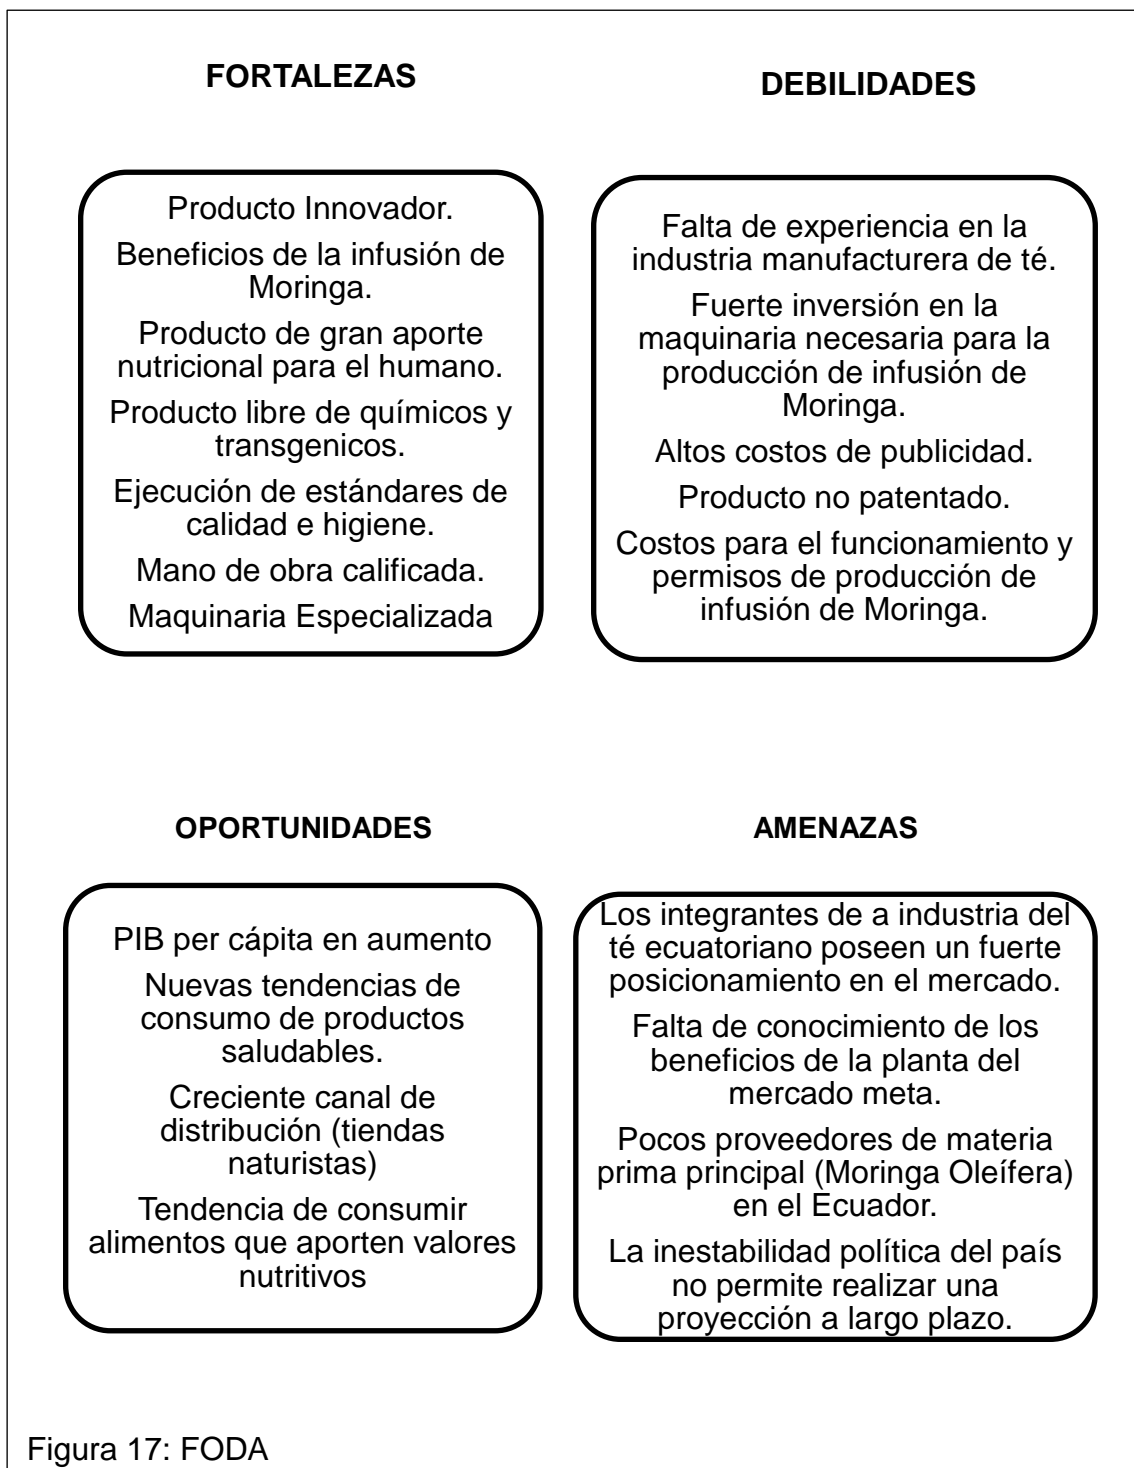 FORTALEZAS
Producto Innovador.
Beneficios de la infusión de
Moringa.
Producto de gran aporte
nutricional para el humano.
Producto libre de químicos y
transgenicos.
Ejecución de estándares de
calidad e higiene.
Mano de obra calificada.
Maquinaria Especializada
DEBILIDADES
Falta de experiencia en la
industria manufacturera de té.
Fuerte inversión en la
maquinaria necesaria para la
producción de infusión de
Moringa.
Altos costos de publicidad.
Producto no patentado.
Costos para el funcionamiento y
permisos de producción de
infusión de Moringa.
OPORTUNIDADES
PIB per cápita en aumento
Nuevas tendencias de
consumo de productos
saludables.
Creciente canal de
distribución (tiendas
naturistas)
Tendencia de consumir
alimentos que aporten valores
nutritivos
AMENAZAS
Los integrantes de a industria del
té ecuatoriano poseen un fuerte
posicionamiento en el mercado.
Falta de conocimiento de los
beneficios de la planta del
mercado meta.
Pocos proveedores de materia
prima principal (Moringa Oleífera)
en el Ecuador.
La inestabilidad política del país
no permite realizar una
proyección a largo plazo.
Figura 17: FODA